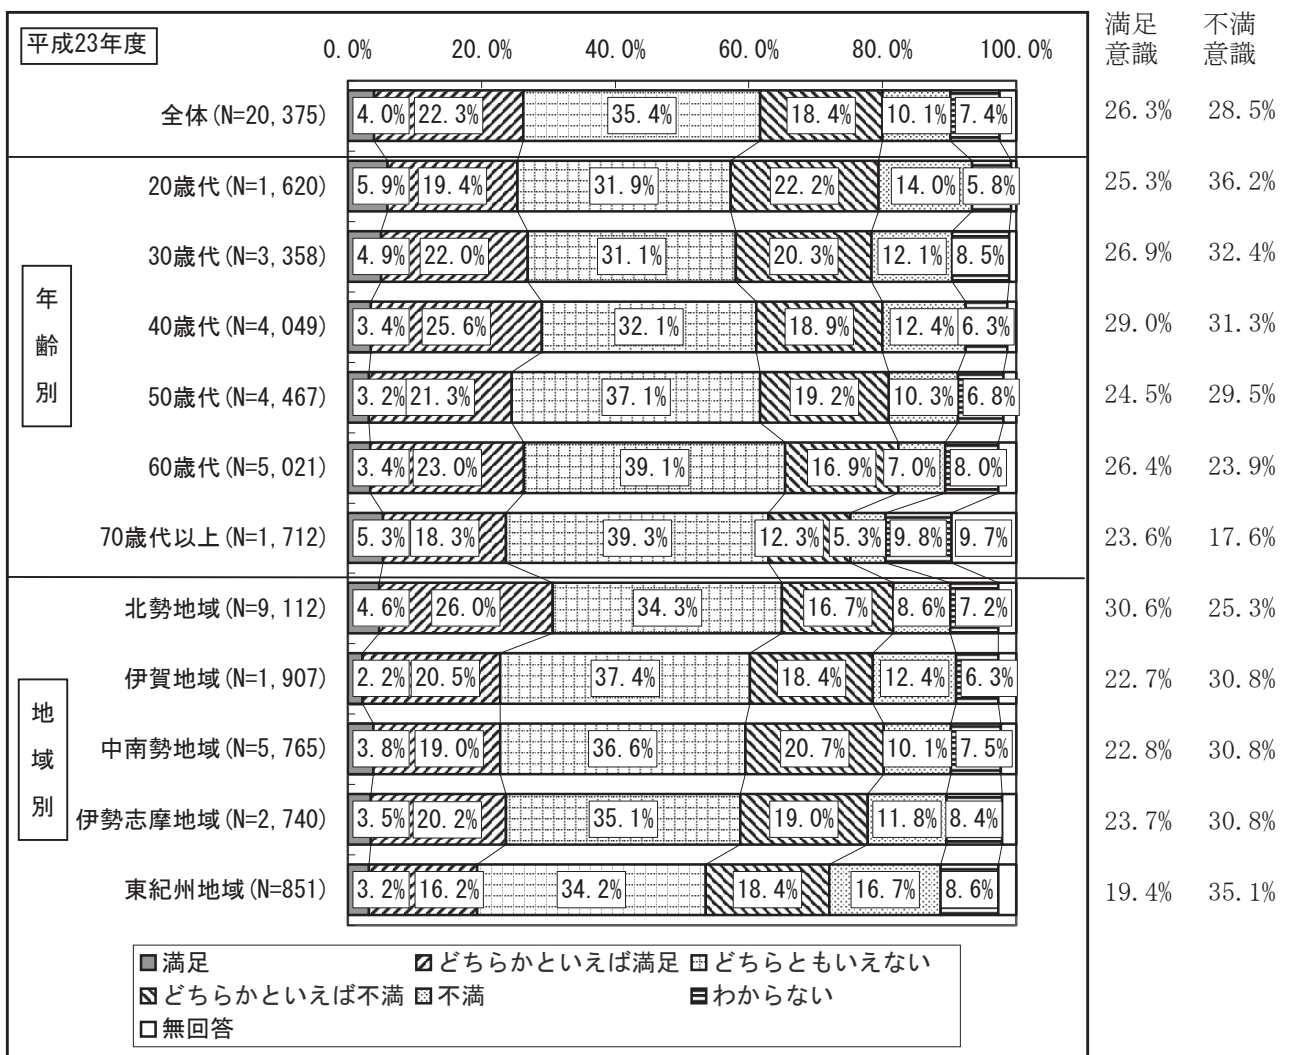 平成23年度
0.0% 20.0% 40.0% 60.0% 80.0% 100.0%
満足意識 不満意識
全体(N=20,375) 4.0% 22.3% 35.4% 18.4% 10.1% 7.4% 26.3% 28.5%
年齢別
20歳代(N=1,620) 5.9% 19.4% 31.9% 22.2% 14.0% 5.8% 25.3% 36.2%
30歳代(N=3,358) 4.9% 22.0% 31.1% 20.3% 12.1% 8.5% 26.9% 32.4%
40歳代(N=4,049) 3.4% 25.6% 32.1% 18.9% 12.4% 6.3% 29.0% 31.3%
50歳代(N=4,467) 3.2% 21.3% 37.1% 19.2% 10.3% 6.8% 24.5% 29.5%
60歳代(N=5,021) 3.4% 23.0% 39.1% 16.9% 7.0% 8.0% 26.4% 23.9%
70歳代以上(N=1,712) 5.3% 18.3% 39.3% 12.3% 5.3% 9.8% 9.7% 23.6% 17.6%
地域別
北勢地域(N=9,112) 4.6% 26.0% 34.3% 16.7% 8.6% 7.2% 30.6% 25.3%
伊賀地域(N=1,907) 2.2% 20.5% 37.4% 18.4% 12.4% 6.3% 22.7% 30.8%
中南勢地域(N=5,765) 3.8% 19.0% 36.6% 20.7% 10.1% 7.5% 22.8% 30.8%
伊勢志摩地域(N=2,740) 3.5% 20.2% 35.1% 19.0% 11.8% 8.4% 23.7% 30.8%
東紀州地域(N=851) 3.2% 16.2% 34.2% 18.4% 16.7% 8.6% 19.4% 35.1%
満足 どちらかといえば満足 どちらともいえない
どちらかといえば不満 不満 わからない
無回答